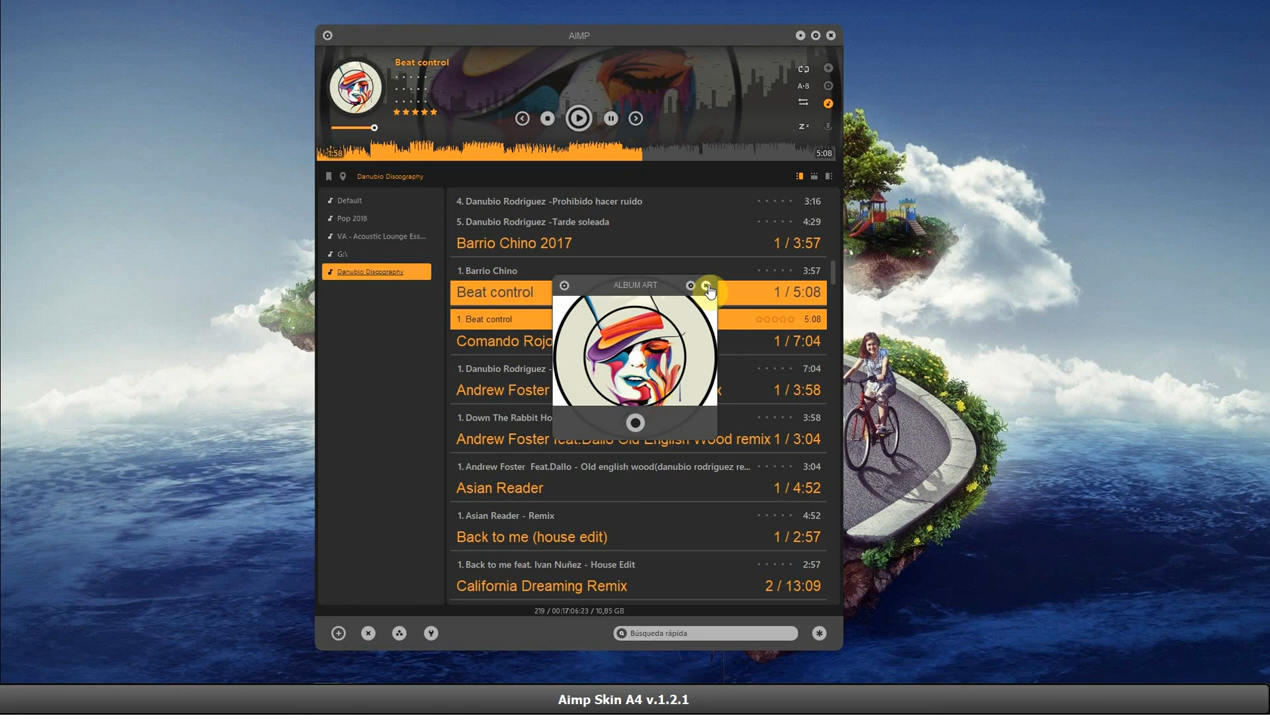 AIMP
Beat control
A-B
1:58
5:08
Danubio Discography
Default
Pop 2018
VA - Acoustic Lounge Ess...
G:\
Danubio Discography
4. Danubio Rodriguez -Prohibido hacer ruido 3:16
5. Danubio Rodriguez -Tarde soleada 4:29
Barrio Chino 2017 1 / 3:57
1. Barrio Chino 3:57
Beat control 1 / 5:08
ALBUM ART
1. Beat control 5:08
Comando Rojo 1 / 7:04
1. Danubio Rodriguez - 7:04
Andrew Foster x 1 / 3:58
1. Down The Rabbit Ho 3:58
Andrew Foster feat.Dallo Old English Wood remix 1 / 3:04
1. Andrew Foster Feat.Dallo - Old english wood(danubio rodriguez re... 3:04
Asian Reader 1 / 4:52
1. Asian Reader - Remix 4:52
Back to me (house edit) 1 / 2:57
1. Back to me feat. Ivan Nuñez - House Edit 2:57
California Dreaming Remix 2 / 13:09
219 / 00:17:06:23 / 10,85 GB
Búsqueda rápida
Aimp Skin A4 v.1.2.1